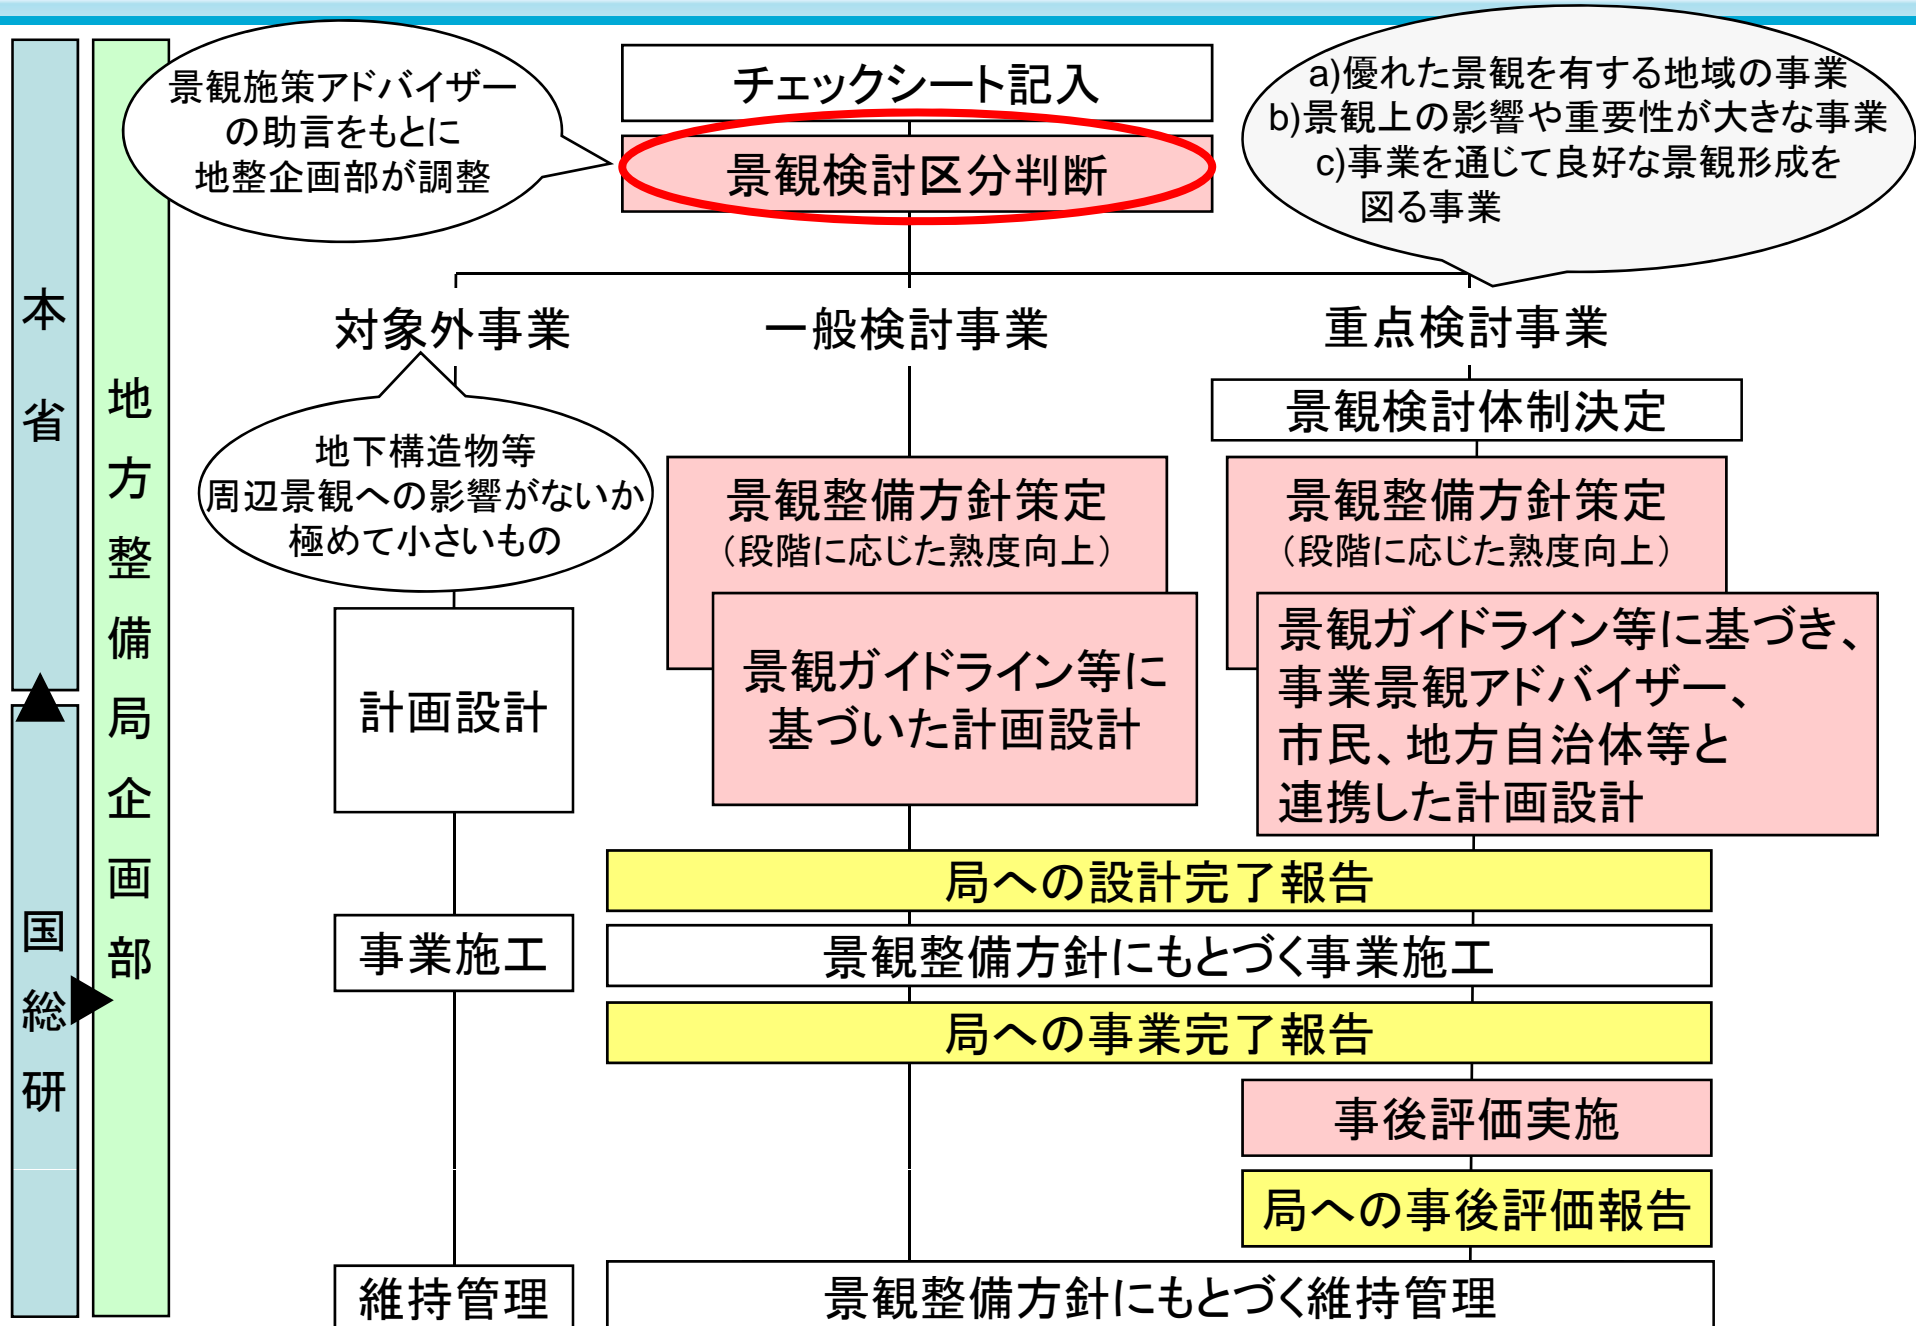 本省
国総研
地方整備局企画部
景観施策アドバイザー
の助言をもとに
地整企画部が調整
チェックシート記入
景観検討区分判断
a)優れた景観を有する地域の事業
b)景観上の影響や重要性が大きな事業
c)事業を通じて良好な景観形成を
図る事業
対象外事業
一般検討事業
重点検討事業
地下構造物等
周辺景観への影響がないか
極めて小さいもの
景観検討体制決定
景観整備方針策定
（段階に応じた熟度向上）
景観整備方針策定
（段階に応じた熟度向上）
計画設計
景観ガイドライン等に
基づいた計画設計
景観ガイドライン等に基づき、
事業景観アドバイザー、
市民、地方自治体等と
連携した計画設計
局への設計完了報告
事業施工
景観整備方針にもとづく事業施工
局への事業完了報告
事後評価実施
局への事後評価報告
維持管理
景観整備方針にもとづく維持管理